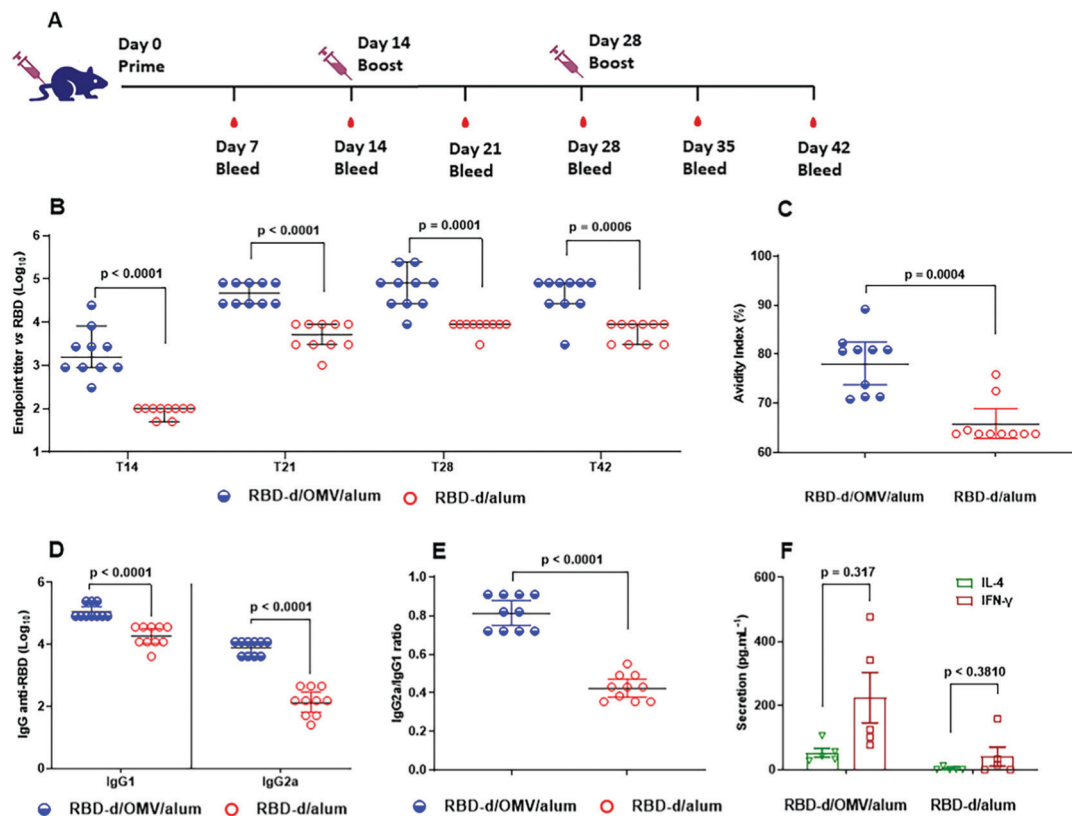 A
Day 0
Prime
Day 14
Boost
Day 28
Boost
Day 7
Bleed
Day 14
Bleed
Day 21
Bleed
Day 28
Bleed
Day 35
Bleed
Day 42
Bleed
B
Endpoint titer vs RBD (Log10)
6
5
4
3
2
1
p < 0.0001
p < 0.0001
p = 0.0001
p = 0.0006
T14 T21 T28 T42
RBD-d/OMV/alum RBD-d/alum
C
Avidity Index (%)
100
90
80
70
60
p = 0.0004
RBD-d/OMV/alum RBD-d/alum
D
IgG anti-RBD (Log10)
6
4
2
0
p < 0.0001
p < 0.0001
IgG1 IgG2a
RBD-d/OMV/alum RBD-d/alum
E
IgG2a/IgG1 ratio
1.0
0.8
0.6
0.4
0.2
0.0
p < 0.0001
RBD-d/OMV/alum RBD-d/alum
F
Secretion (pg.mL⁻¹)
600
400
200
0
IL-4
IFN-γ
p = 0.317
p < 0.3810
RBD-d/OMV/alum RBD-d/alum